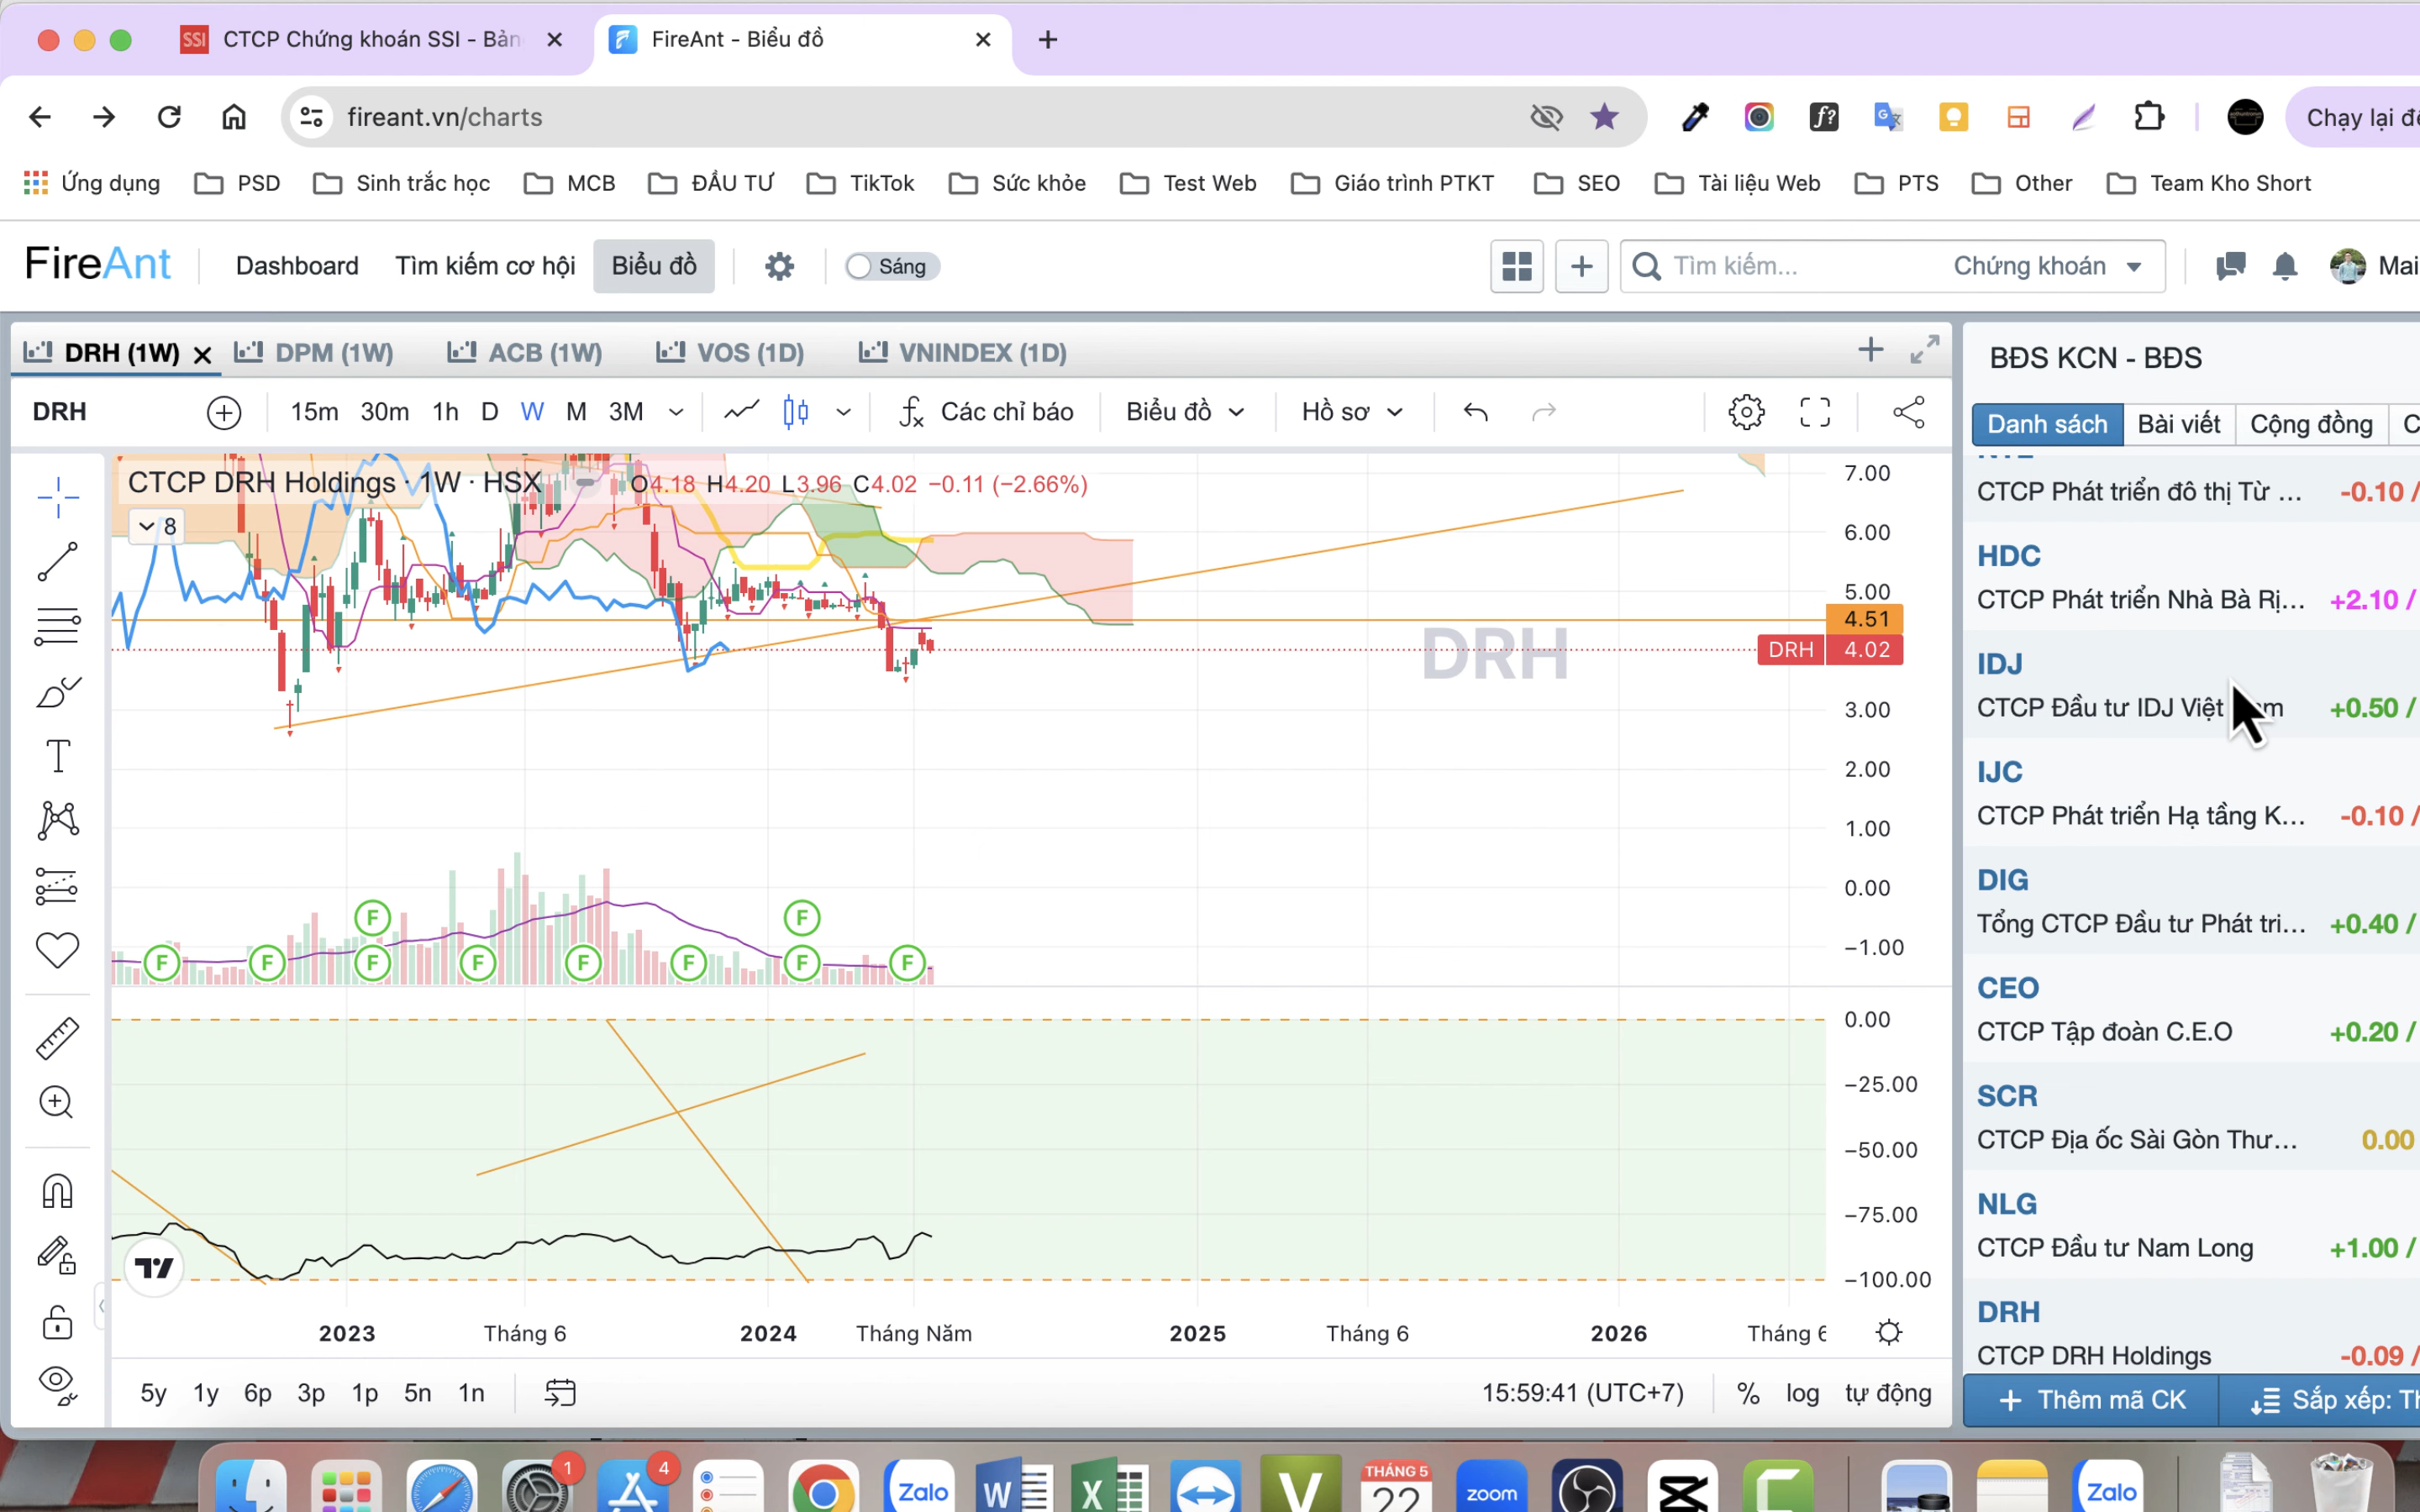 SSI CTCP Chứng khoán SSI - Bản
FireAnt - Biểu đồ
fireant.vn/charts
Chạy lại đ
Ứng dụng PSD Sinh trắc học MCB ĐẦU TƯ TikTok Sức khỏe Test Web Giáo trình PTKT SEO Tài liệu Web PTS Other Team Kho Short
FireAnt Dashboard Tìm kiếm cơ hội Biểu đồ Sáng Tìm kiếm... Chứng khoán Mai
DRH (1W) DPM (1W) ACB (1W) VOS (1D) VNINDEX (1D)
DRH 15m 30m 1h D W M 3M Các chỉ báo Biểu đồ Hồ sơ
CTCP DRH Holdings · 1W · HSX O4.18 H4.20 L3.96 C4.02 −0.11 (−2.66%)
8
7.00
6.00
5.00
4.51
DRH 4.02
DRH
3.00
2.00
1.00
0.00
−1.00
F F
F F F F F F F F
0.00
−25.00
−50.00
−75.00
−100.00
2023 Tháng 6 2024 Tháng Năm 2025 Tháng 6 2026 Tháng 6
5y 1y 6p 3p 1p 5n 1n 15:59:41 (UTC+7) % log tự động
BĐS KCN - BĐS
Danh sách Bài viết Cộng đồng C
CTCP Phát triển đô thị Từ ... -0.10 /
HDC
CTCP Phát triển Nhà Bà Rị... +2.10 /
IDJ
CTCP Đầu tư IDJ Việt m +0.50 /
IJC
CTCP Phát triển Hạ tầng K... -0.10 /
DIG
Tổng CTCP Đầu tư Phát tri... +0.40 /
CEO
CTCP Tập đoàn C.E.O +0.20 /
SCR
CTCP Địa ốc Sài Gòn Thư... 0.00
NLG
CTCP Đầu tư Nam Long +1.00 /
DRH
CTCP DRH Holdings -0.09 /
Thêm mã CK Sắp xếp: Th
1 4 Zalo W X V THÁNG 5 22 zoom C Zalo